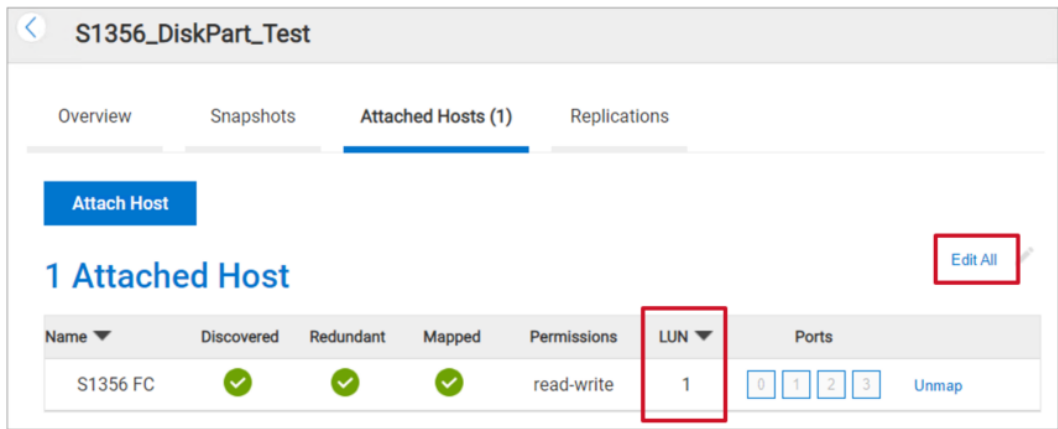 S1356_DiskPart_Test
Overview Snapshots Attached Hosts (1) Replications
Attach Host
Edit All
1 Attached Host
Name Discovered Redundant Mapped Permissions LUN Ports
S1356 FC read-write 1 0 1 2 3 Unmap